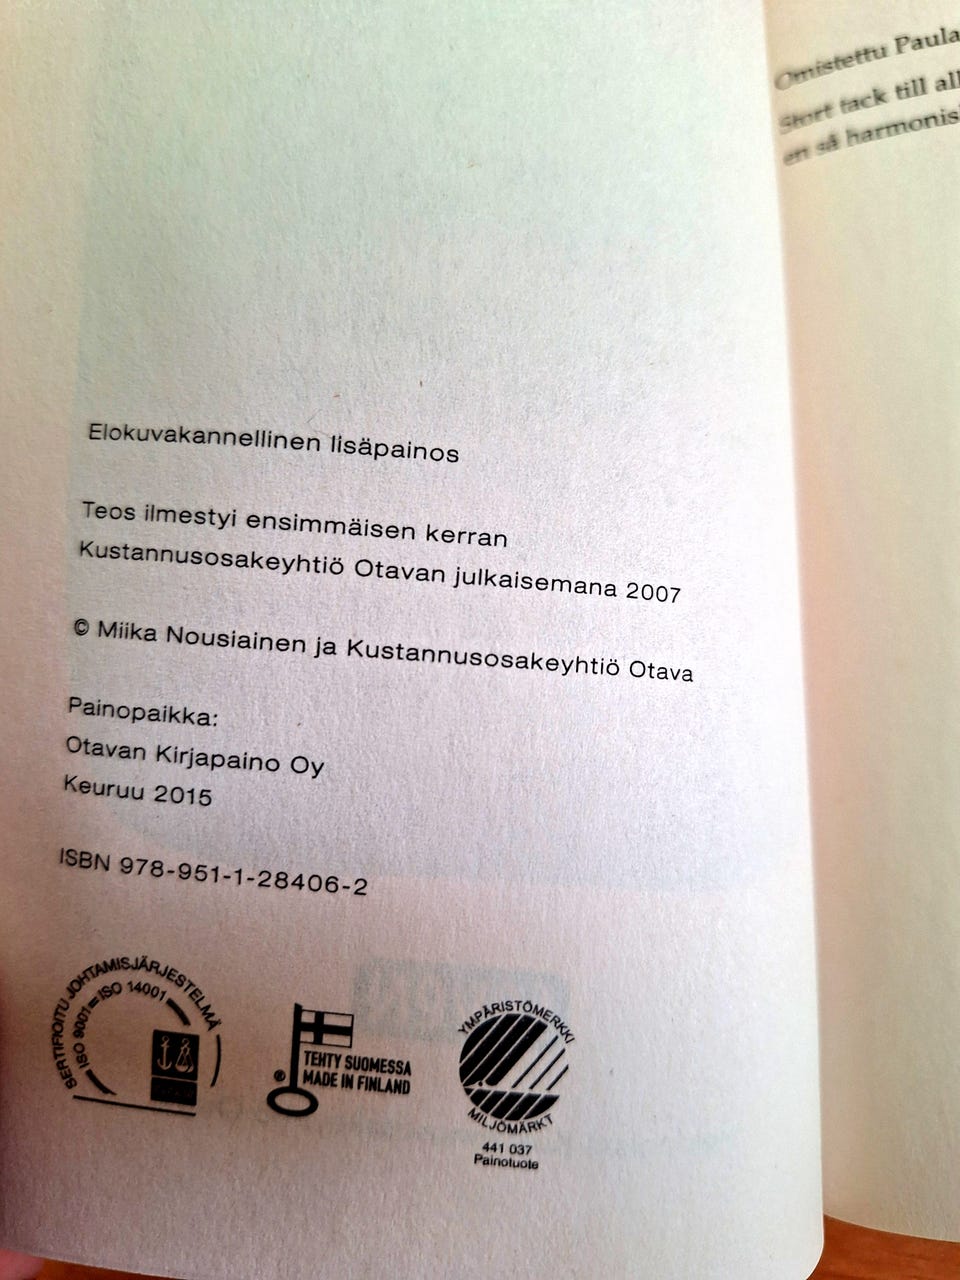 Elokuvakannellinen lisäpainos
Teos ilmestyi ensimmäisen kerran
Kustannusosakeyhtiö Otavan julkaisemana 2007
© Miika Nousiainen ja Kustannusosakeyhtiö Otava
Painopaikka:
Otavan Kirjapaino Oy
Keuruu 2015
ISBN 978-951-1-28406-2
SERTIFIOITU JOHTAMISJÄRJESTELMÄ
ISO 9001 ISO 14001
® TEHTY SUOMESSA
MADE IN FINLAND
YMPÄRISTÖMERKKI
MILJÖMÄRKT
441 037
Painotuote
Omistettu Paula
Stort tack till all
en så harmonis